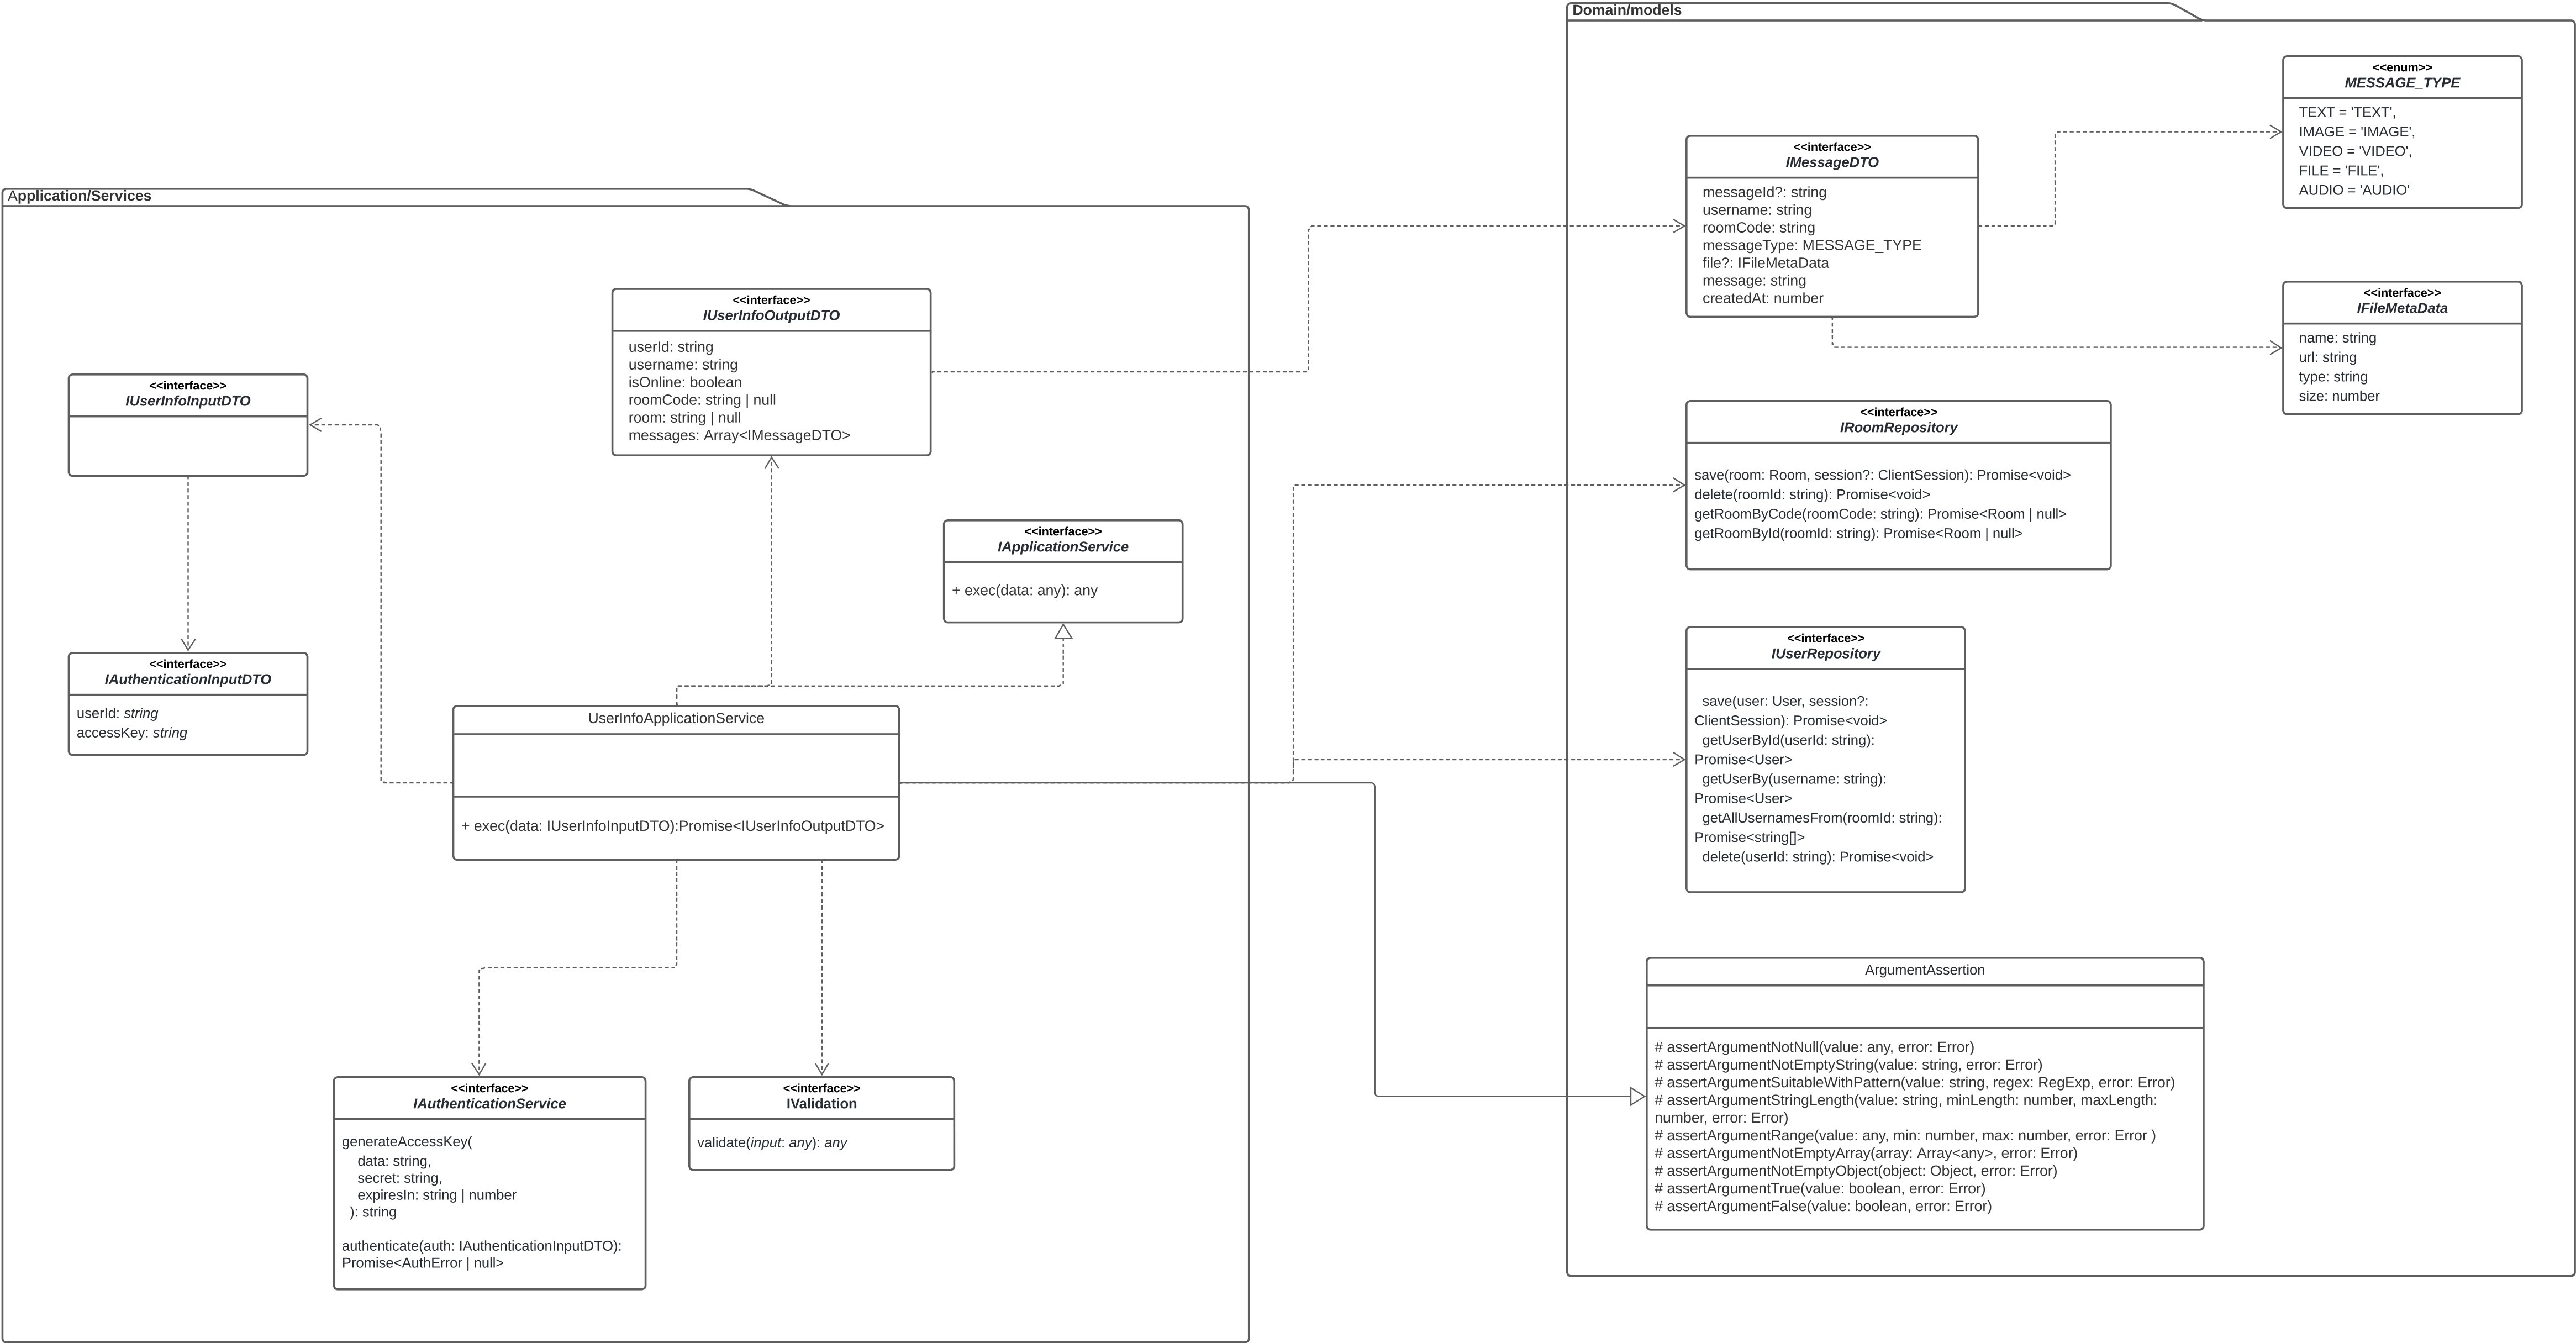 Application/Services
<<interface>>
IUserInfoInputDTO
<<interface>>
IAuthenticationInputDTO
userId: string
accessKey: string
<<interface>>
IUserInfoOutputDTO
userId: string
username: string
isOnline: boolean
roomCode: string | null
room: string | null
messages: Array<IMessageDTO>
<<interface>>
IApplicationService
+ exec(data: any): any
UserInfoApplicationService
+ exec(data: IUserInfoInputDTO):Promise<IUserInfoOutputDTO>
<<interface>>
IAuthenticationService
generateAccessKey(
data: string,
secret: string,
expiresIn: string | number
): string
authenticate(auth: IAuthenticationInputDTO):
Promise<AuthError | null>
<<interface>>
IValidation
validate(input: any): any
Domain/models
<<interface>>
IMessageDTO
messageId?: string
username: string
roomCode: string
messageType: MESSAGE_TYPE
file?: IFileMetaData
message: string
createdAt: number
<<enum>>
MESSAGE_TYPE
TEXT = 'TEXT',
IMAGE = 'IMAGE',
VIDEO = 'VIDEO',
FILE = 'FILE',
AUDIO = 'AUDIO'
<<interface>>
IFileMetaData
name: string
url: string
type: string
size: number
<<interface>>
IRoomRepository
save(room: Room, session?: ClientSession): Promise<void>
delete(roomId: string): Promise<void>
getRoomByCode(roomCode: string): Promise<Room | null>
getRoomById(roomId: string): Promise<Room | null>
<<interface>>
IUserRepository
save(user: User, session?:
ClientSession): Promise<void>
getUserById(userId: string):
Promise<User>
getUserBy(username: string):
Promise<User>
getAllUsernamesFrom(roomId: string):
Promise<string[]>
delete(userId: string): Promise<void>
ArgumentAssertion
# assertArgumentNotNull(value: any, error: Error)
# assertArgumentNotEmptyString(value: string, error: Error)
# assertArgumentSuitableWithPattern(value: string, regex: RegExp, error: Error)
# assertArgumentStringLength(value: string, minLength: number, maxLength:
number, error: Error)
# assertArgumentRange(value: any, min: number, max: number, error: Error )
# assertArgumentNotEmptyArray(array: Array<any>, error: Error)
# assertArgumentNotEmptyObject(object: Object, error: Error)
# assertArgumentTrue(value: boolean, error: Error)
# assertArgumentFalse(value: boolean, error: Error)